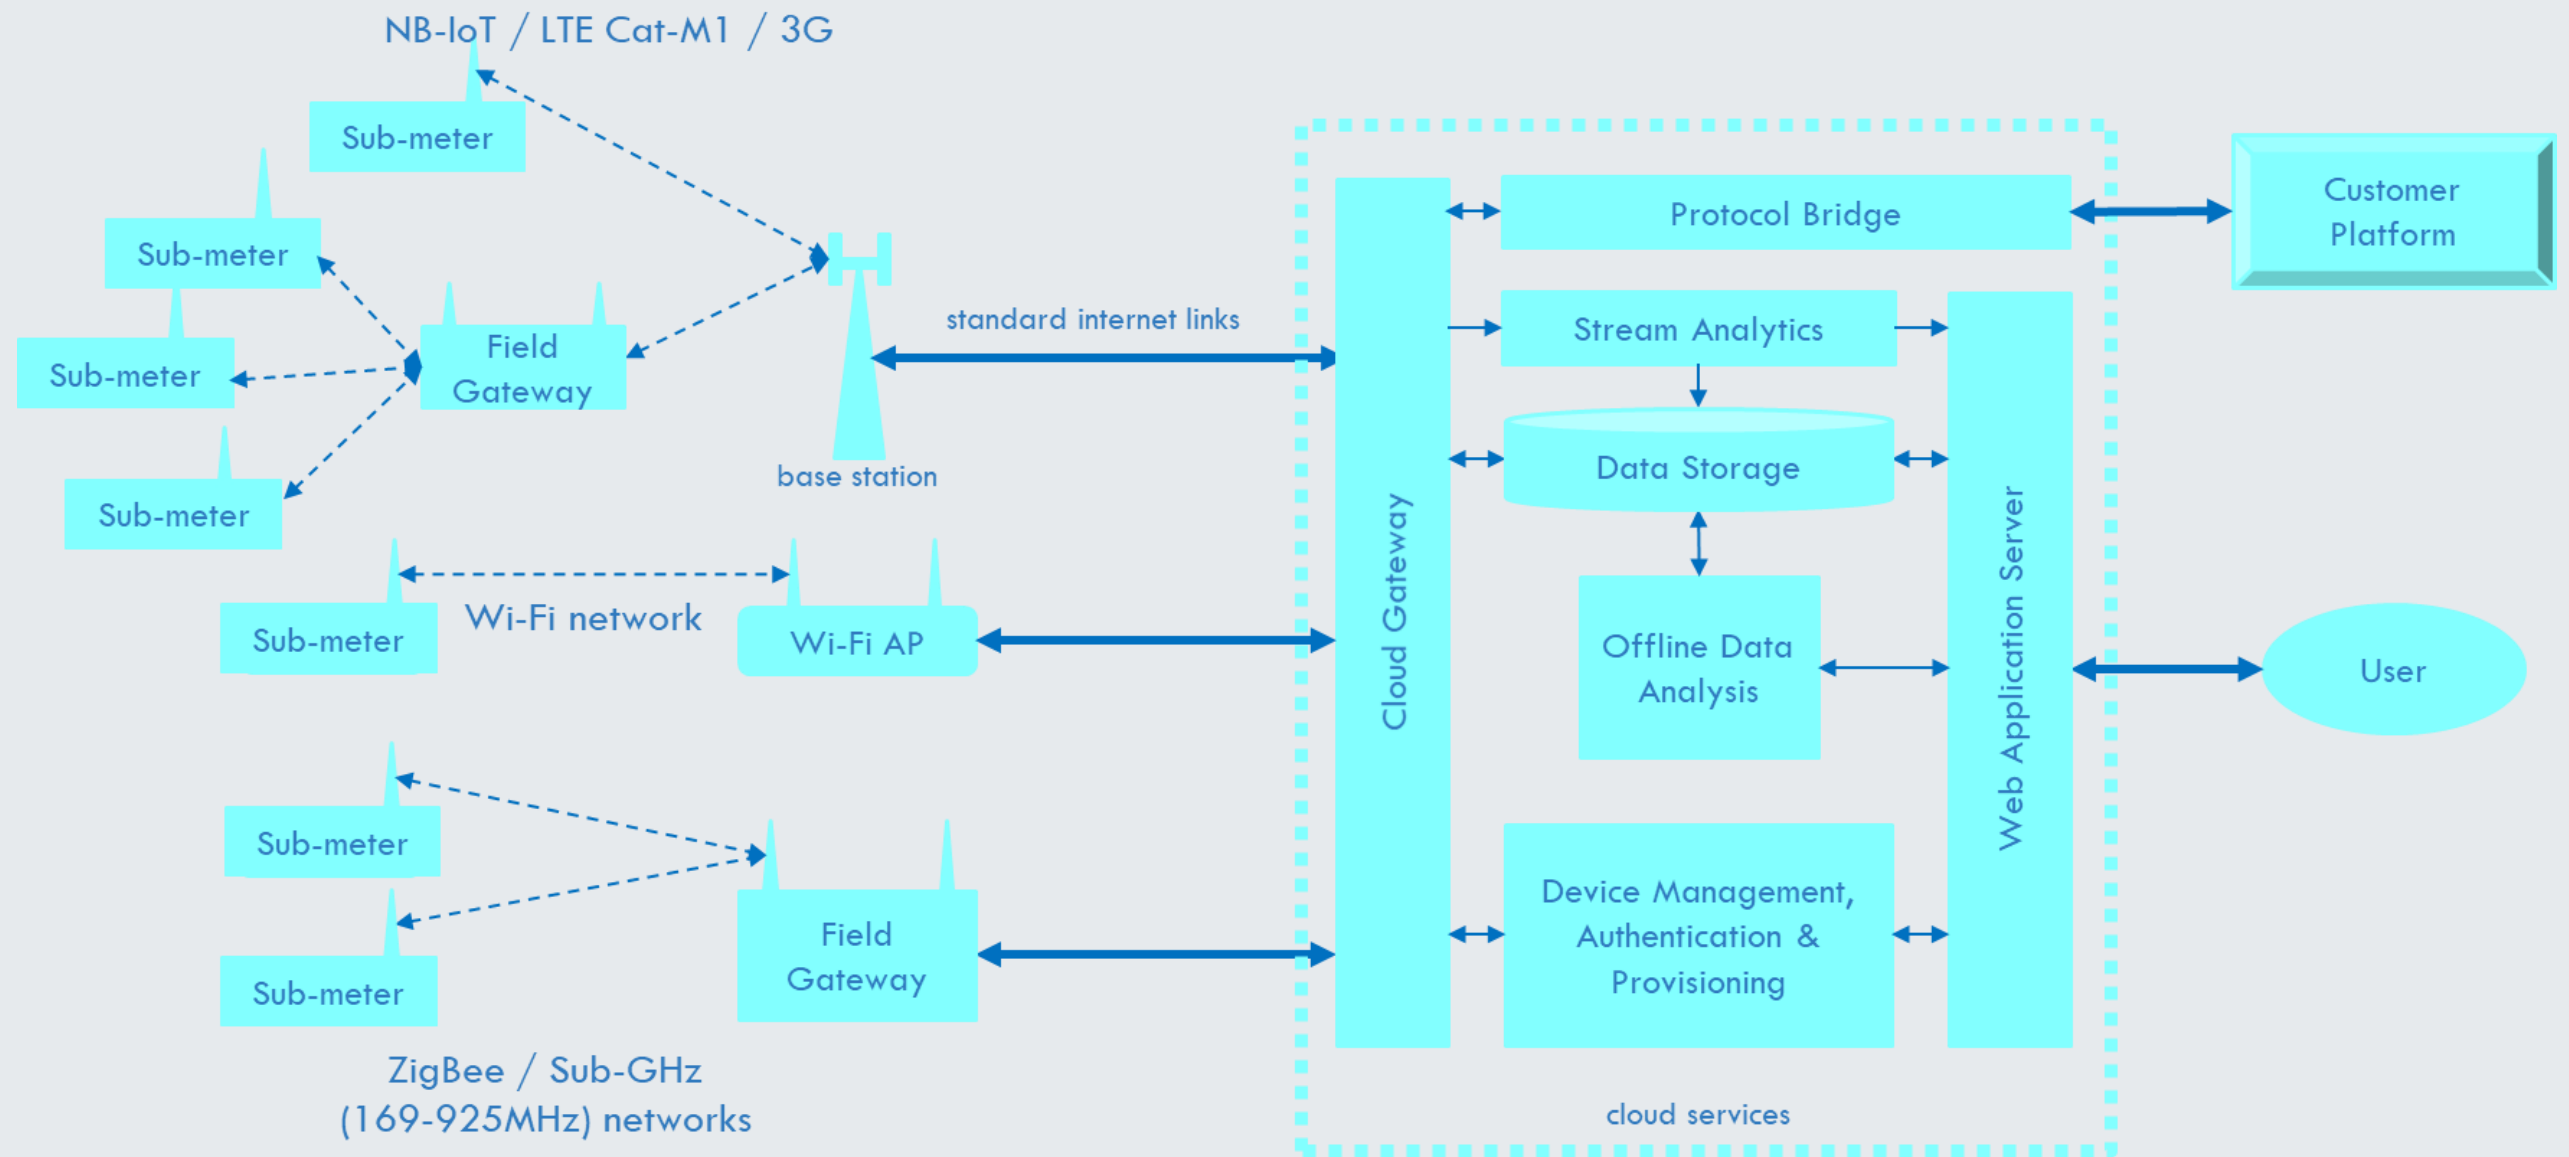 NB-IoT / LTE Cat-M1 / 3G
Sub-meter
Sub-meter
Sub-meter
Sub-meter
Field
Gateway
base station
standard internet links
Sub-meter
Wi-Fi network
Wi-Fi AP
Sub-meter
Sub-meter
Field
Gateway
ZigBee / Sub-GHz
(169-925MHz) networks
Cloud Gateway
Protocol Bridge
Stream Analytics
Data Storage
Offline Data
Analysis
Device Management,
Authentication &
Provisioning
Web Application Server
cloud services
Customer
Platform
User